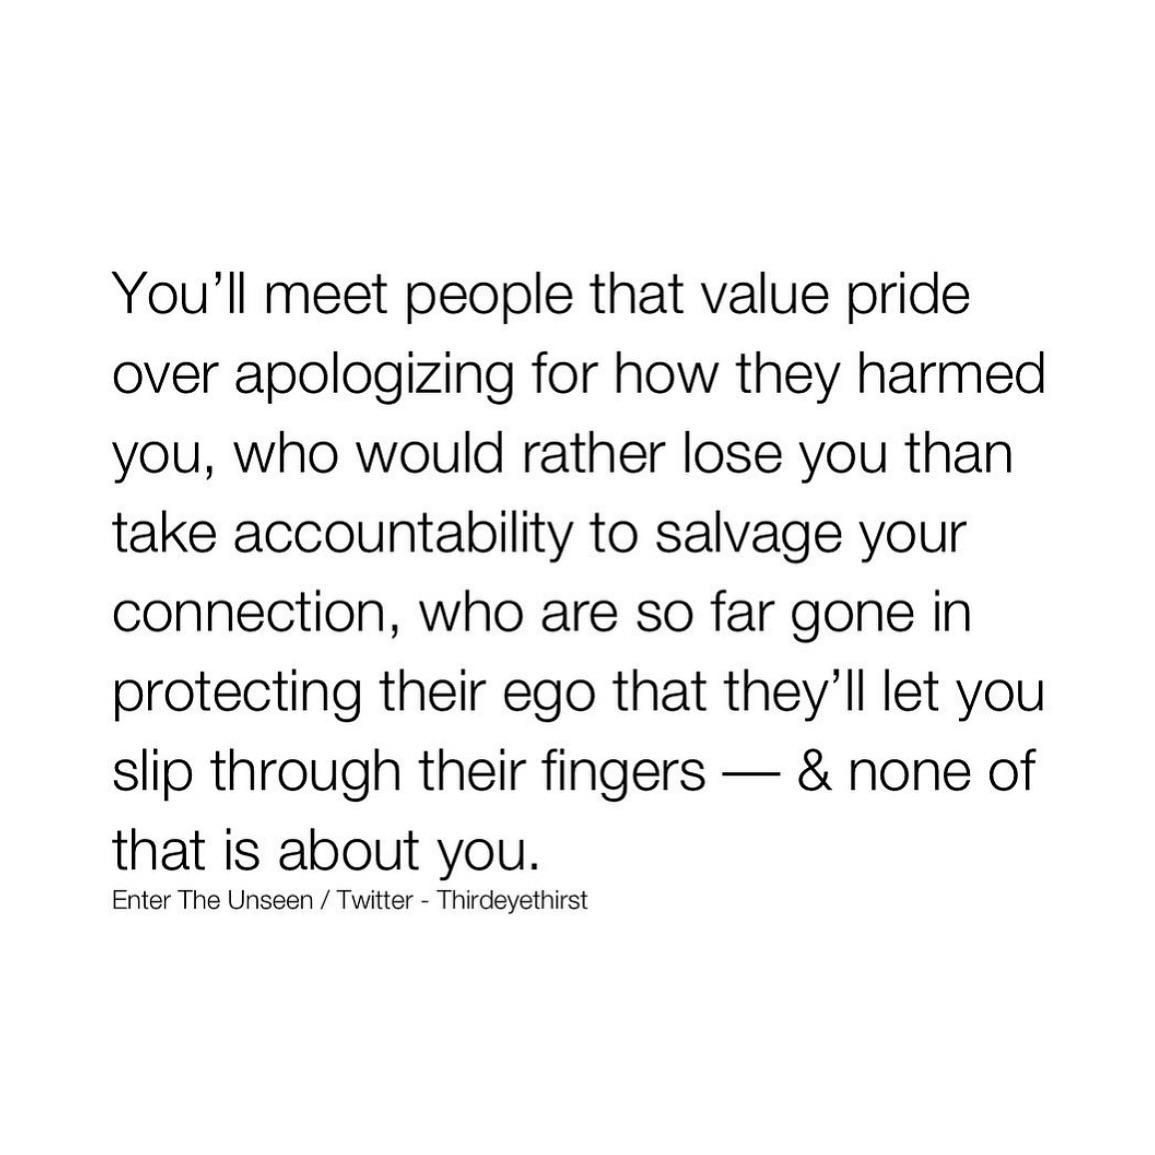 You’ll meet people that value pride
over apologizing for how they harmed
you, who would rather lose you than
take accountability to salvage your
connection, who are so far gone in
protecting their ego that they’ll let you
slip through their fingers — & none of
that is about you.
Enter The Unseen / Twitter - Thirdeyethirst